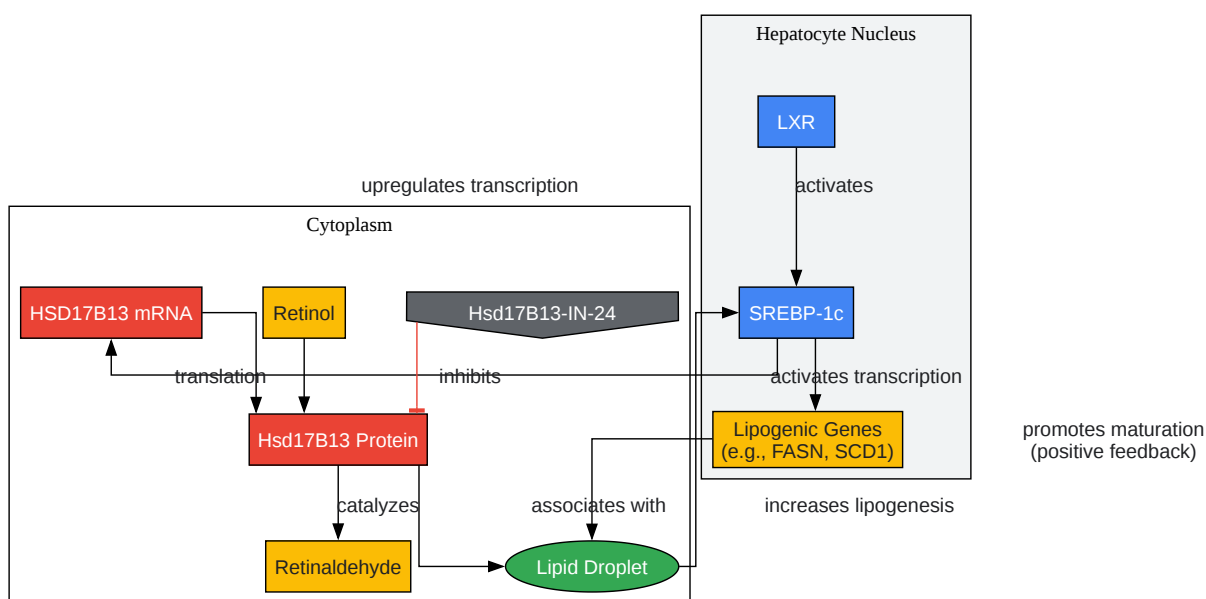 Hepatocyte Nucleus
LXR
upregulates transcription
activates
Cytoplasm
HSD17B13 mRNA
Retinol
Hsd17B13-IN-24
SREBP-1c
translation
inhibits
activates transcription
Hsd17B13 Protein
Lipogenic Genes
(e.g., FASN, SCD1)
promotes maturation
(positive feedback)
catalyzes
associates with
increases lipogenesis
Retinaldehyde
Lipid Droplet